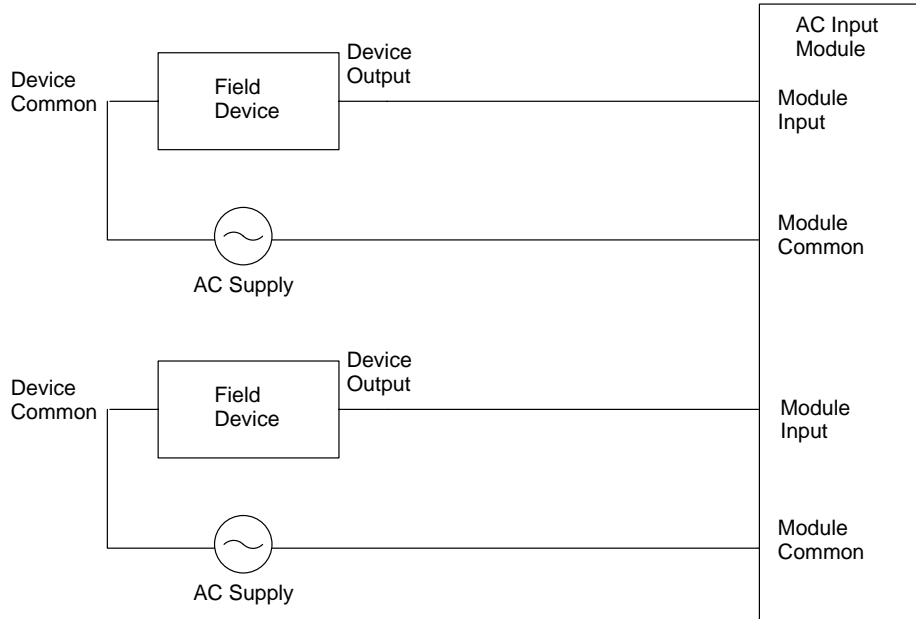 AC Input
Module
Device
Output
Device
Common
Field
Device
Module
Input
Module
Common
AC Supply
Device
Output
Device
Common
Field
Device
Module
Input
Module
Common
AC Supply